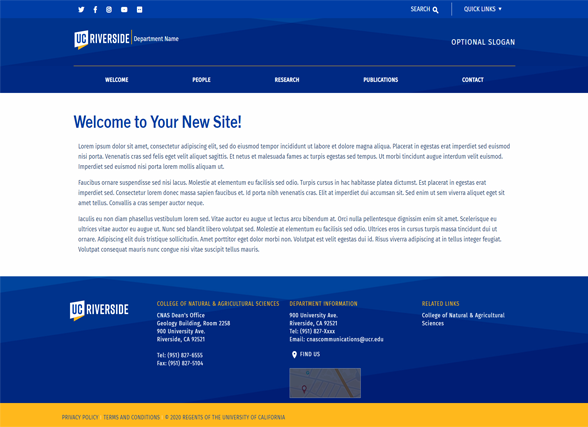 SEARCH QUICK LINKS
UC RIVERSIDE Department Name
OPTIONAL SLOGAN
WELCOME PEOPLE RESEARCH PUBLICATIONS CONTACT
Welcome to Your New Site!
Lorem ipsum dolor sit amet, consectetur adipiscing elit, sed do eiusmod tempor incididunt ut labore et dolore magna aliqua. Placerat in egestas erat imperdiet sed euismod
nisi porta. Venenatis cras sed felis eget velit aliquet sagittis. Et netus et malesuada fames ac turpis egestas sed tempus. Ut morbi tincidunt augue interdum velit euismod.
Imperdiet sed euismod nisi porta lorem mollis aliquam ut.
Faucibus ornare suspendisse sed nisi lacus. Molestie at elementum eu facilisis sed odio. Turpis cursus in hac habitasse platea dictumst. Est placerat in egestas erat
imperdiet sed. Consectetur lorem donec massa sapien faucibus et. Id porta nibh venenatis cras. Elit at imperdiet dui accumsan sit. Sed enim ut sem viverra aliquet eget sit
amet tellus. Convallis a cras semper auctor neque.
Iaculis eu non diam phasellus vestibulum lorem sed. Vitae auctor eu augue ut lectus arcu bibendum at. Orci nulla pellentesque dignissim enim sit amet. Scelerisque eu
ultrices vitae auctor eu augue ut. Nunc sed blandit libero volutpat sed. Molestie at elementum eu facilisis sed odio. Ultrices eros in cursus turpis massa tincidunt dui ut
ornare. Adipiscing elit duis tristique sollicitudin. Amet porttitor eget dolor morbi non. Volutpat est velit egestas dui id. Risus viverra adipiscing at in tellus integer feugiat.
Volutpat consequat mauris nunc congue nisi vitae suscipit tellus mauris.
UC RIVERSIDE
COLLEGE OF NATURAL & AGRICULTURAL SCIENCES
CNAS Dean's Office
Geology Building, Room 2258
900 University Ave.
Riverside, CA 92521
Tel: (951) 827-6555
Fax: (951) 827-5104
DEPARTMENT INFORMATION
900 University Ave.
Riverside, CA 92521
Tel: (951) 827-Xxxx
Email: cnascommunications@ucr.edu
FIND US
RELATED LINKS
College of Natural & Agricultural
Sciences
PRIVACY POLICY TERMS AND CONDITIONS © 2020 REGENTS OF THE UNIVERSITY OF CALIFORNIA